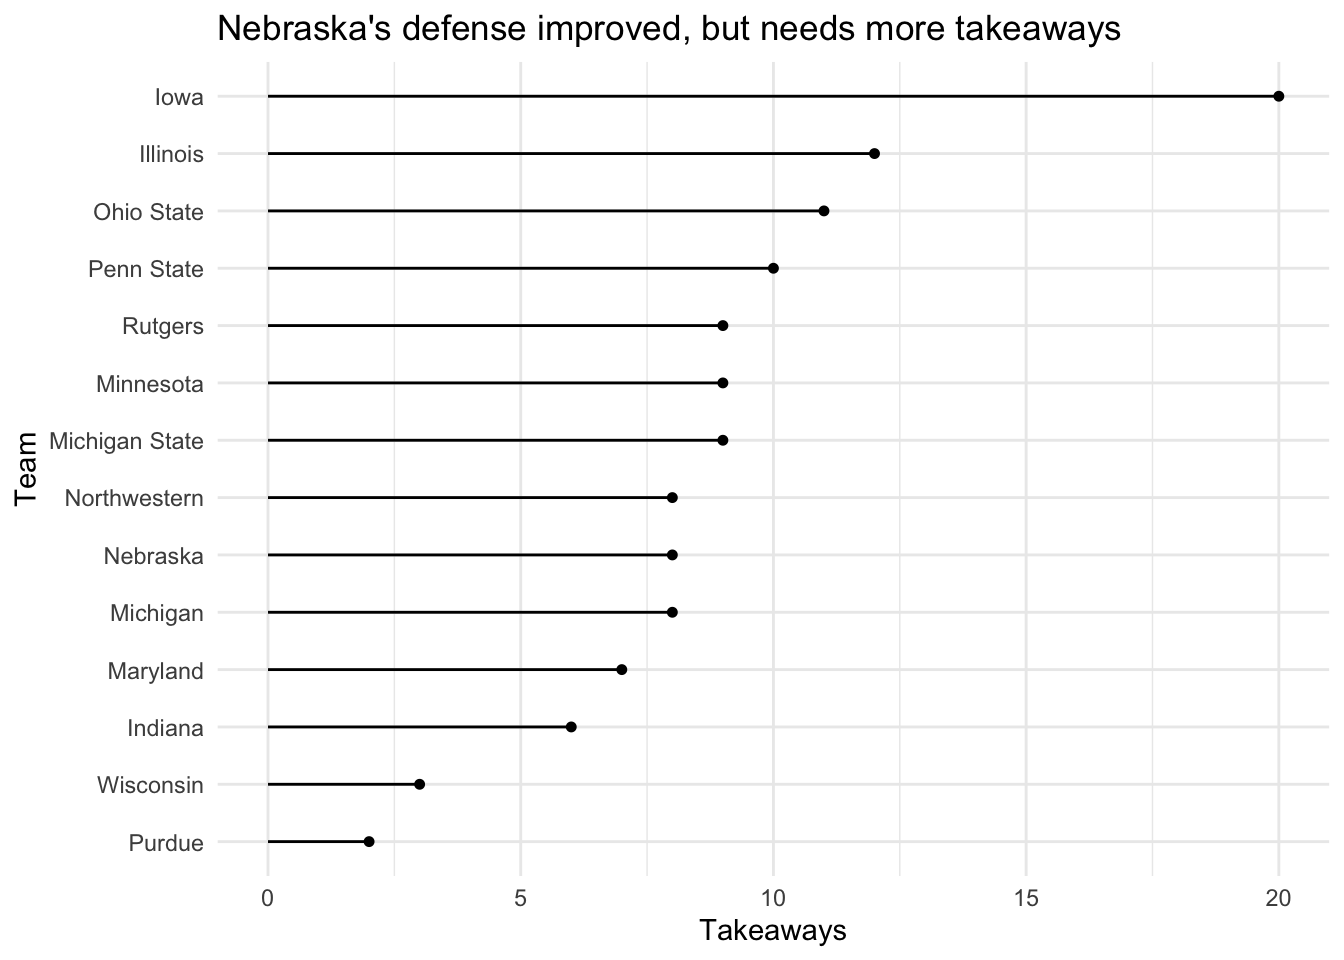 Nebraska's defense improved, but needs more takeaways
Iowa
Illinois
Ohio State
Penn State
Rutgers
Minnesota
Michigan State
Northwestern
Nebraska
Michigan
Maryland
Indiana
Wisconsin
Purdue
Team
0 5 10 15 20
Takeaways